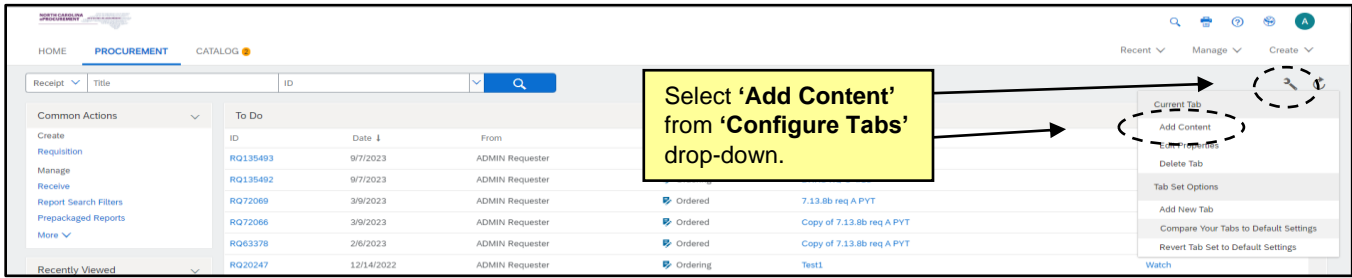 NORTH CAROLINA
ePROCUREMENT
A
HOME PROCUREMENT CATALOG 2
Recent Manage Create
Receipt Title ID
Select 'Add Content'
from 'Configure Tabs'
drop-down.
Common Actions
Create
Requisition
Manage
Receive
Report Search Filters
Prepackaged Reports
More
Recently Viewed
To Do
ID Date ↓ From
RQ135493 9/7/2023 ADMIN Requester
RQ135492 9/7/2023 ADMIN Requester Ordering
RQ72069 3/9/2023 ADMIN Requester Ordered 7.13.8b req A PYT
RQ72066 3/9/2023 ADMIN Requester Ordered Copy of 7.13.8b req A PYT
RQ63378 2/6/2023 ADMIN Requester Ordered Copy of 7.13.8b req A PYT
RQ20247 12/14/2022 ADMIN Requester Ordering Test1 Watch
Current Tab
Add Content
Edit Properties
Delete Tab
Tab Set Options
Add New Tab
Compare Your Tabs to Default Settings
Revert Tab Set to Default Settings